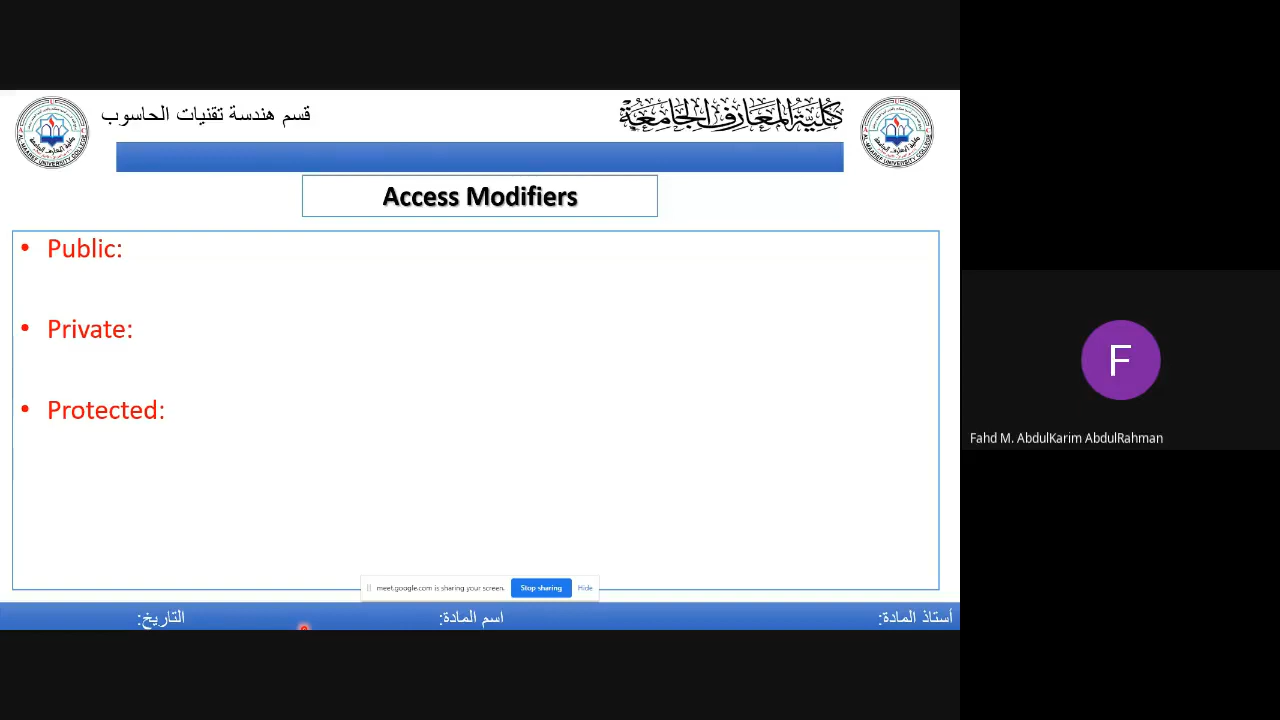 قسم هندسة تقنيات الحاسوب
كلية المعارف الجامعة
Access Modifiers
• Public:
• Private:
• Protected:
meet.google.com is sharing your screen.
Stop sharing
Hide
أستاذ المادة:
اسم المادة:
التاريخ:
F
Fahd M. AbdulKarim AbdulRahman